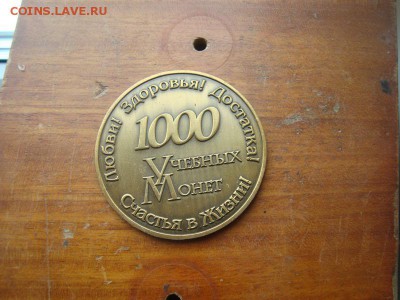 COINS.LAVE.RU
Любви! Здоровья! Достатка!
1000
УЧЕБНЫХ
МОНЕТ
Счастья в Жизни!